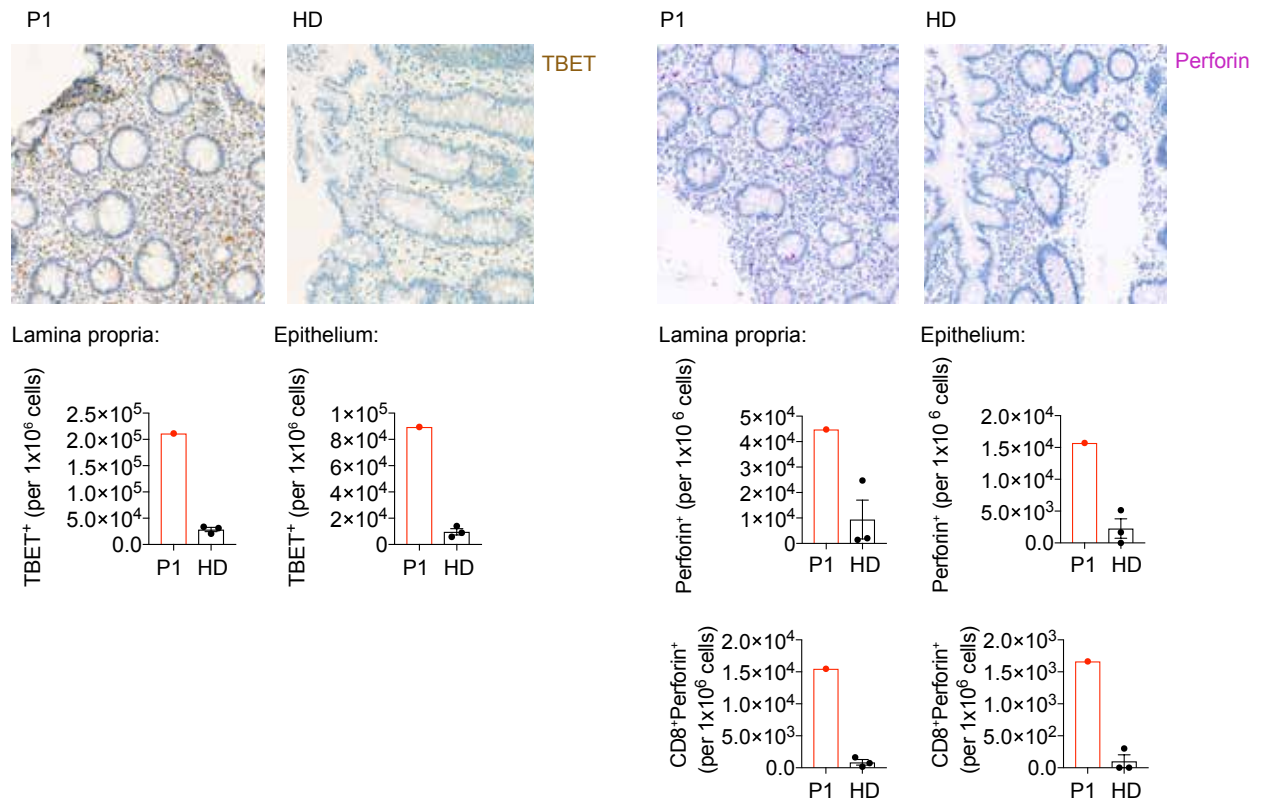 P1
HD
TBET
P1
HD
Perforin
Lamina propria:
Epithelium:
TBET⁺ (per 1x10⁶ cells)
2.5×10⁵
2.0×10⁵
1.5×10⁵
1.0×10⁵
5.0×10⁴
0.0
P1 HD
TBET⁺ (per 1x10⁶ cells)
1×10⁵
8×10⁴
6×10⁴
4×10⁴
2×10⁴
0
P1 HD
Lamina propria:
Epithelium:
Perforin⁺ (per 1x10 ⁶ cells)
5×10⁴
4×10⁴
3×10⁴
2×10⁴
1×10⁴
0
P1 HD
Perforin⁺ (per 1x10 ⁶ cells)
2.0×10⁴
1.5×10⁴
1.0×10⁴
5.0×10³
0.0
P1 HD
CD8⁺Perforin⁺
(per 1x10⁶ cells)
2.0×10⁴
1.5×10⁴
1.0×10⁴
5.0×10³
0.0
P1 HD
CD8⁺Perforin⁺
(per 1x10⁶ cells)
2.0×10³
1.5×10³
1.0×10³
5.0×10²
0.0
P1 HD